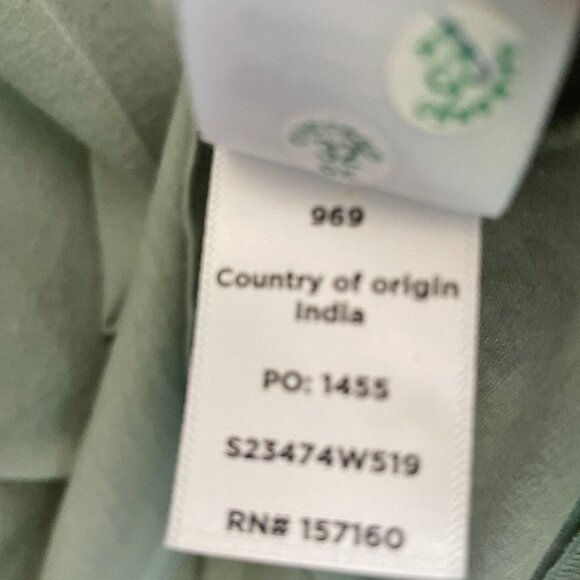 969
Country of origin
India
PO: 1455
S23474W519
RN# 157160